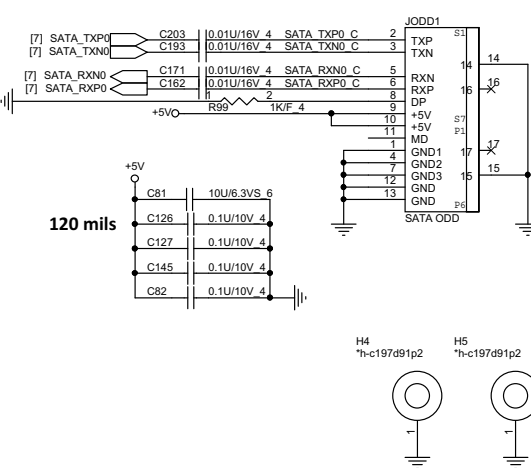 JODD1
[7] SATA_TXP0 C203 0.01U/16V_4 SATA_TXP0_C 2 TXP S1
[7] SATA_TXN0 C193 0.01U/16V_4 SATA_TXN0_C 3 TXN
14 14
[7] SATA_RXN0 C171 0.01U/16V_4 SATA_RXN0_C 5 RXN
[7] SATA_RXP0 C162 0.01U/16V_4 SATA_RXP0_C 6 RXP 16 16
1 2 8 DP
R99 1K/F_4
+5V 9 +5V S7
10 +5V P1
11 MD
1 GND1 17 17
4 GND2
7 GND3 15 15
12 GND
13 GND P6
SATA ODD
+5V
120 mils
C81 10U/6.3VS_6
C126 0.1U/10V_4
C127 0.1U/10V_4
C145 0.1U/10V_4
C82 0.1U/10V_4
H4 H5
*h-c197d91p2 *h-c197d91p2
1 1